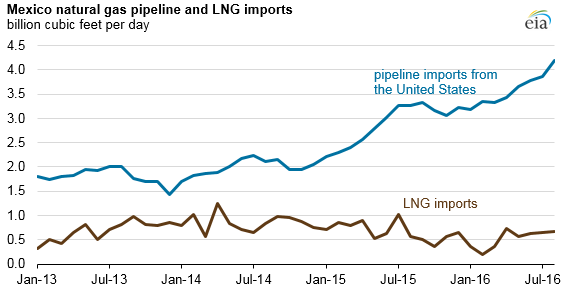 Mexico natural gas pipeline and LNG imports
billion cubic feet per day
eia
4.5
4.0
3.5
3.0
2.5
2.0
1.5
1.0
0.5
0.0
pipeline imports from
the United States
LNG imports
Jan-13 Jul-13 Jan-14 Jul-14 Jan-15 Jul-15 Jan-16 Jul-16